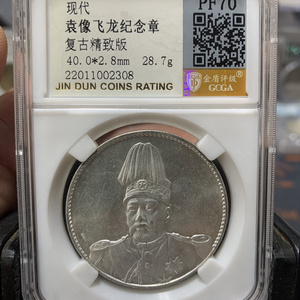 现代
PF70
袁像飞龙纪念章
复古精致版
40.0*2.8mm 28.7g
22011002308
金盾评级
GCGA
JIN DUN COINS RATING